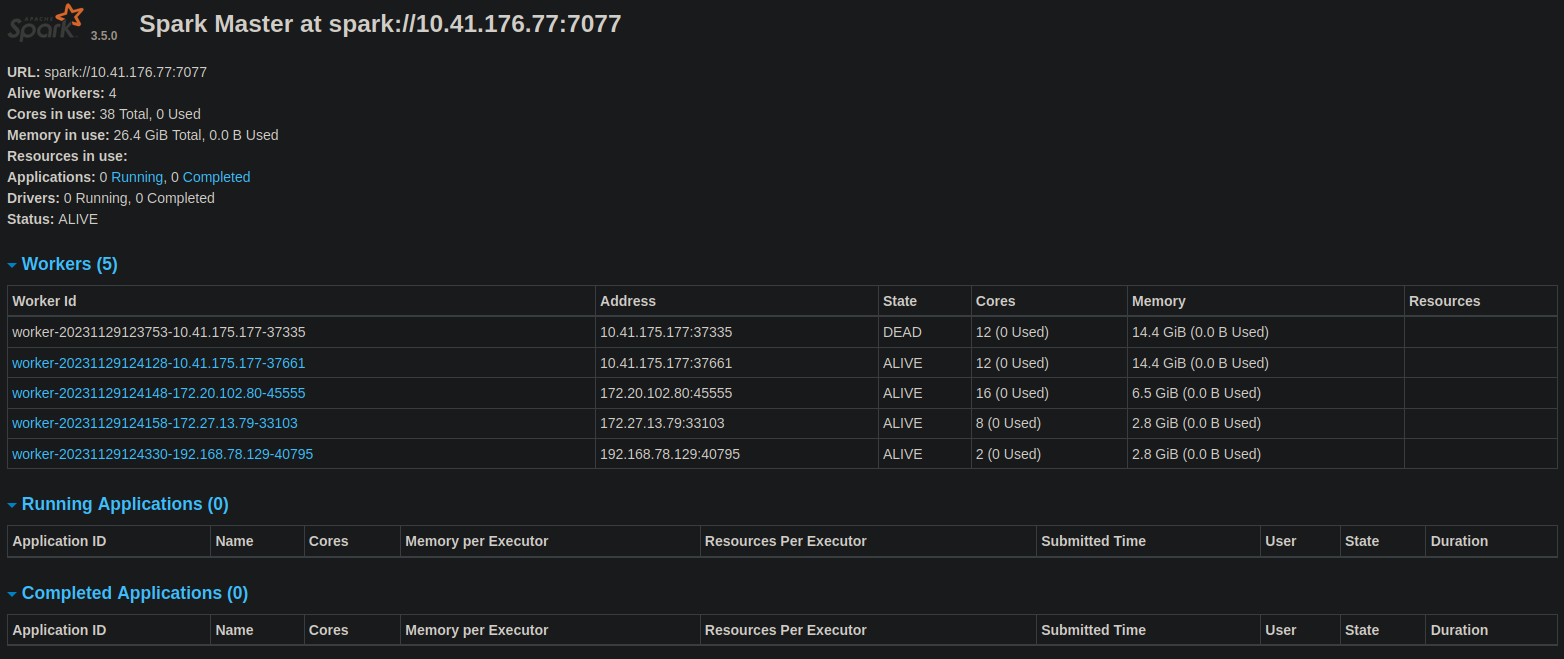 APACHE
Spark 3.5.0 Spark Master at spark://10.41.176.77:7077
URL: spark://10.41.176.77:7077
Alive Workers: 4
Cores in use: 38 Total, 0 Used
Memory in use: 26.4 GiB Total, 0.0 B Used
Resources in use:
Applications: 0 Running, 0 Completed
Drivers: 0 Running, 0 Completed
Status: ALIVE
Workers (5)
Worker Id Address State Cores Memory Resources
worker-20231129123753-10.41.175.177-37335 10.41.175.177:37335 DEAD 12 (0 Used) 14.4 GiB (0.0 B Used)
worker-20231129124128-10.41.175.177-37661 10.41.175.177:37661 ALIVE 12 (0 Used) 14.4 GiB (0.0 B Used)
worker-20231129124148-172.20.102.80-45555 172.20.102.80:45555 ALIVE 16 (0 Used) 6.5 GiB (0.0 B Used)
worker-20231129124158-172.27.13.79-33103 172.27.13.79:33103 ALIVE 8 (0 Used) 2.8 GiB (0.0 B Used)
worker-20231129124330-192.168.78.129-40795 192.168.78.129:40795 ALIVE 2 (0 Used) 2.8 GiB (0.0 B Used)
Running Applications (0)
Application ID Name Cores Memory per Executor Resources Per Executor Submitted Time User State Duration
Completed Applications (0)
Application ID Name Cores Memory per Executor Resources Per Executor Submitted Time User State Duration